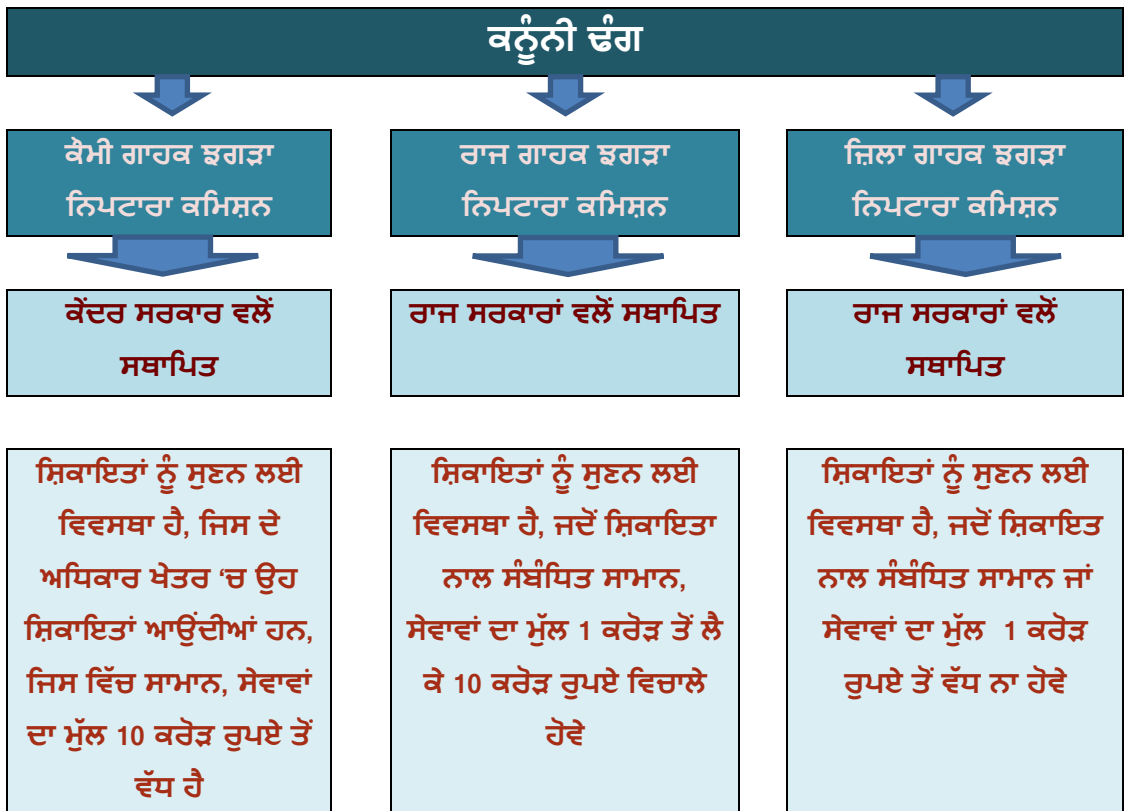 ਕਨੂੰਨੀ ਢੰਗ
ਕੌਮੀ ਗਾਹਕ ਝਗੜਾ
ਨਿਪਟਾਰਾ ਕਮਿਸ਼ਨ
ਕੇਂਦਰ ਸਰਕਾਰ ਵਲੋਂ
ਸਥਾਪਿਤ
ਸ਼ਿਕਾਇਤਾਂ ਨੂੰ ਸੁਣਨ ਲਈ
ਵਿਵਸਥਾ ਹੈ, ਜਿਸ ਦੇ
ਅਧਿਕਾਰ ਖੇਤਰ ‘ਚ ਉਹ
ਸ਼ਿਕਾਇਤਾਂ ਆਉਂਦੀਆਂ ਹਨ,
ਜਿਸ ਵਿੱਚ ਸਾਮਾਨ, ਸੇਵਾਵਾਂ
ਦਾ ਮੁੱਲ 10 ਕਰੋੜ ਰੁਪਏ ਤੋਂ
ਵੱਧ ਹੈ
ਰਾਜ ਗਾਹਕ ਝਗੜਾ
ਨਿਪਟਾਰਾ ਕਮਿਸ਼ਨ
ਰਾਜ ਸਰਕਾਰਾਂ ਵਲੋਂ ਸਥਾਪਿਤ
ਸ਼ਿਕਾਇਤਾਂ ਨੂੰ ਸੁਣਨ ਲਈ
ਵਿਵਸਥਾ ਹੈ, ਜਦੋਂ ਸ਼ਿਕਾਇਤਾ
ਨਾਲ ਸੰਬੰਧਿਤ ਸਾਮਾਨ,
ਸੇਵਾਵਾਂ ਦਾ ਮੁੱਲ 1 ਕਰੋੜ ਤੋਂ ਲੈ
ਕੇ 10 ਕਰੋੜ ਰੁਪਏ ਵਿਚਾਲੇ
ਹੋਵੇ
ਜ਼ਿਲਾ ਗਾਹਕ ਝਗੜਾ
ਨਿਪਟਾਰਾ ਕਮਿਸ਼ਨ
ਰਾਜ ਸਰਕਾਰਾਂ ਵਲੋਂ
ਸਥਾਪਿਤ
ਸ਼ਿਕਾਇਤਾਂ ਨੂੰ ਸੁਣਨ ਲਈ
ਵਿਵਸਥਾ ਹੈ, ਜਦੋਂ ਸ਼ਿਕਾਇਤ
ਨਾਲ ਸੰਬੰਧਿਤ ਸਾਮਾਨ ਜਾਂ
ਸੇਵਾਵਾਂ ਦਾ ਮੁੱਲ 1 ਕਰੋੜ
ਰੁਪਏ ਤੋਂ ਵੱਧ ਨਾ ਹੋਵੇ